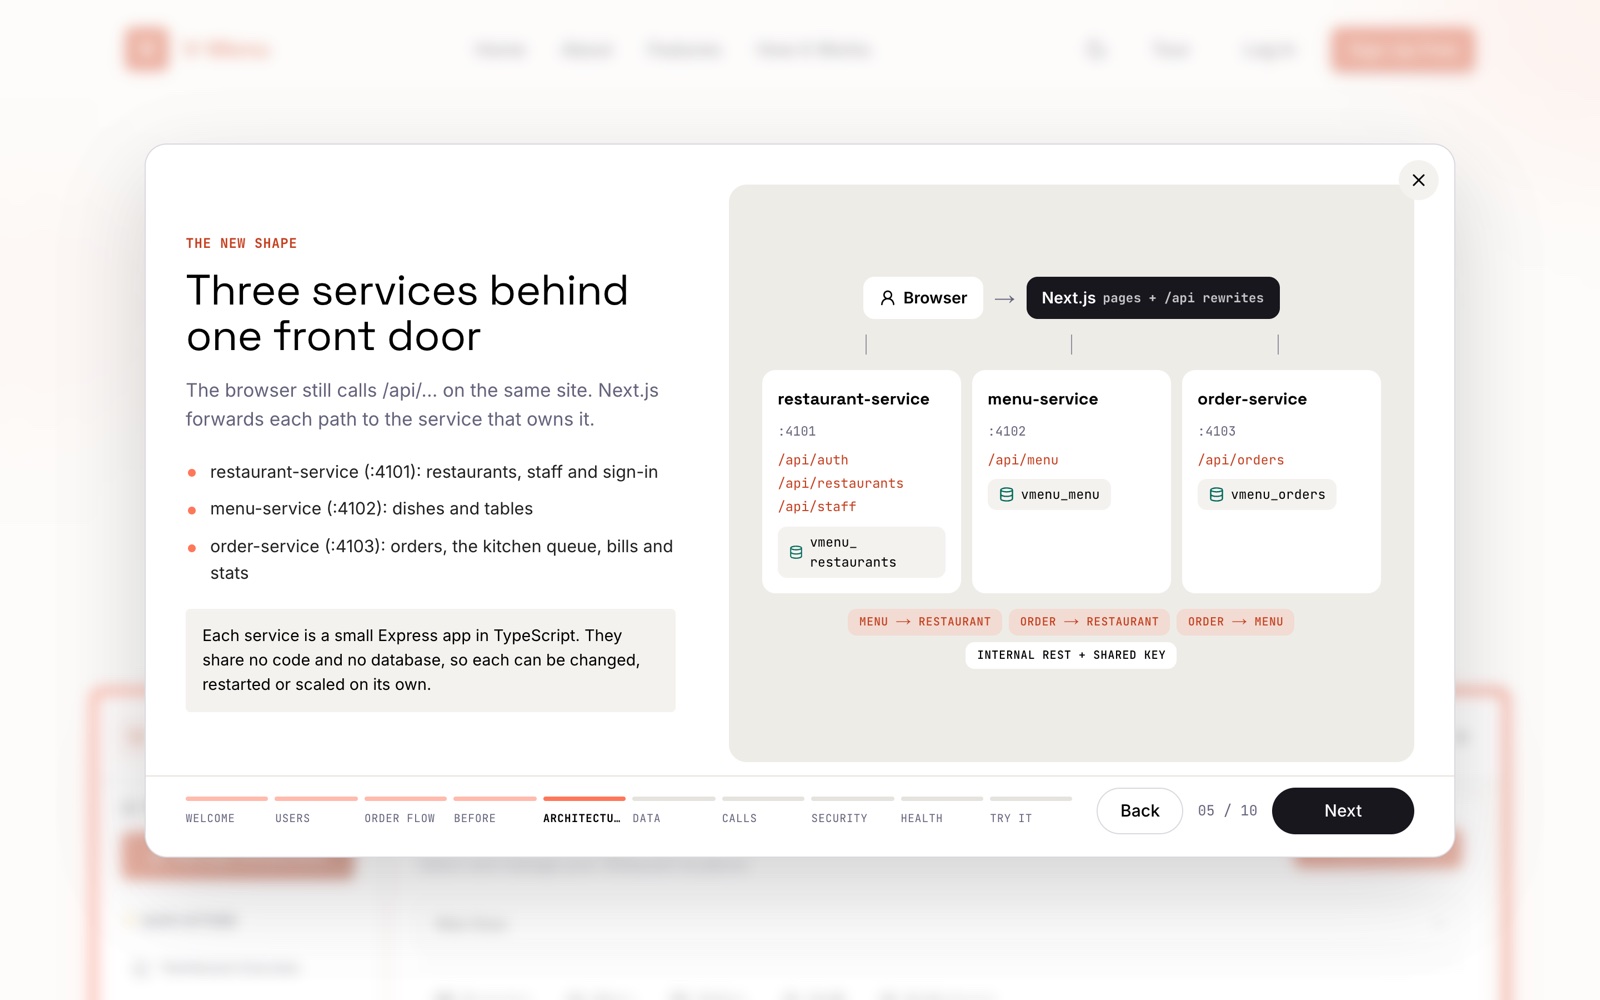 THE NEW SHAPE
Three services behind
one front door
The browser still calls /api/... on the same site. Next.js
forwards each path to the service that owns it.
restaurant-service (:4101): restaurants, staff and sign-in
menu-service (:4102): dishes and tables
order-service (:4103): orders, the kitchen queue, bills and
stats
Each service is a small Express app in TypeScript. They
share no code and no database, so each can be changed,
restarted or scaled on its own.
Browser → Next.js pages + /api rewrites
restaurant-service
:4101
/api/auth
/api/restaurants
/api/staff
vmenu_
restaurants
menu-service
:4102
/api/menu
vmenu_menu
order-service
:4103
/api/orders
vmenu_orders
MENU → RESTAURANT
ORDER → RESTAURANT
ORDER → MENU
INTERNAL REST + SHARED KEY
WELCOME
USERS
ORDER FLOW
BEFORE
ARCHITECTU…
DATA
CALLS
SECURITY
HEALTH
TRY IT
Back
05 / 10
Next